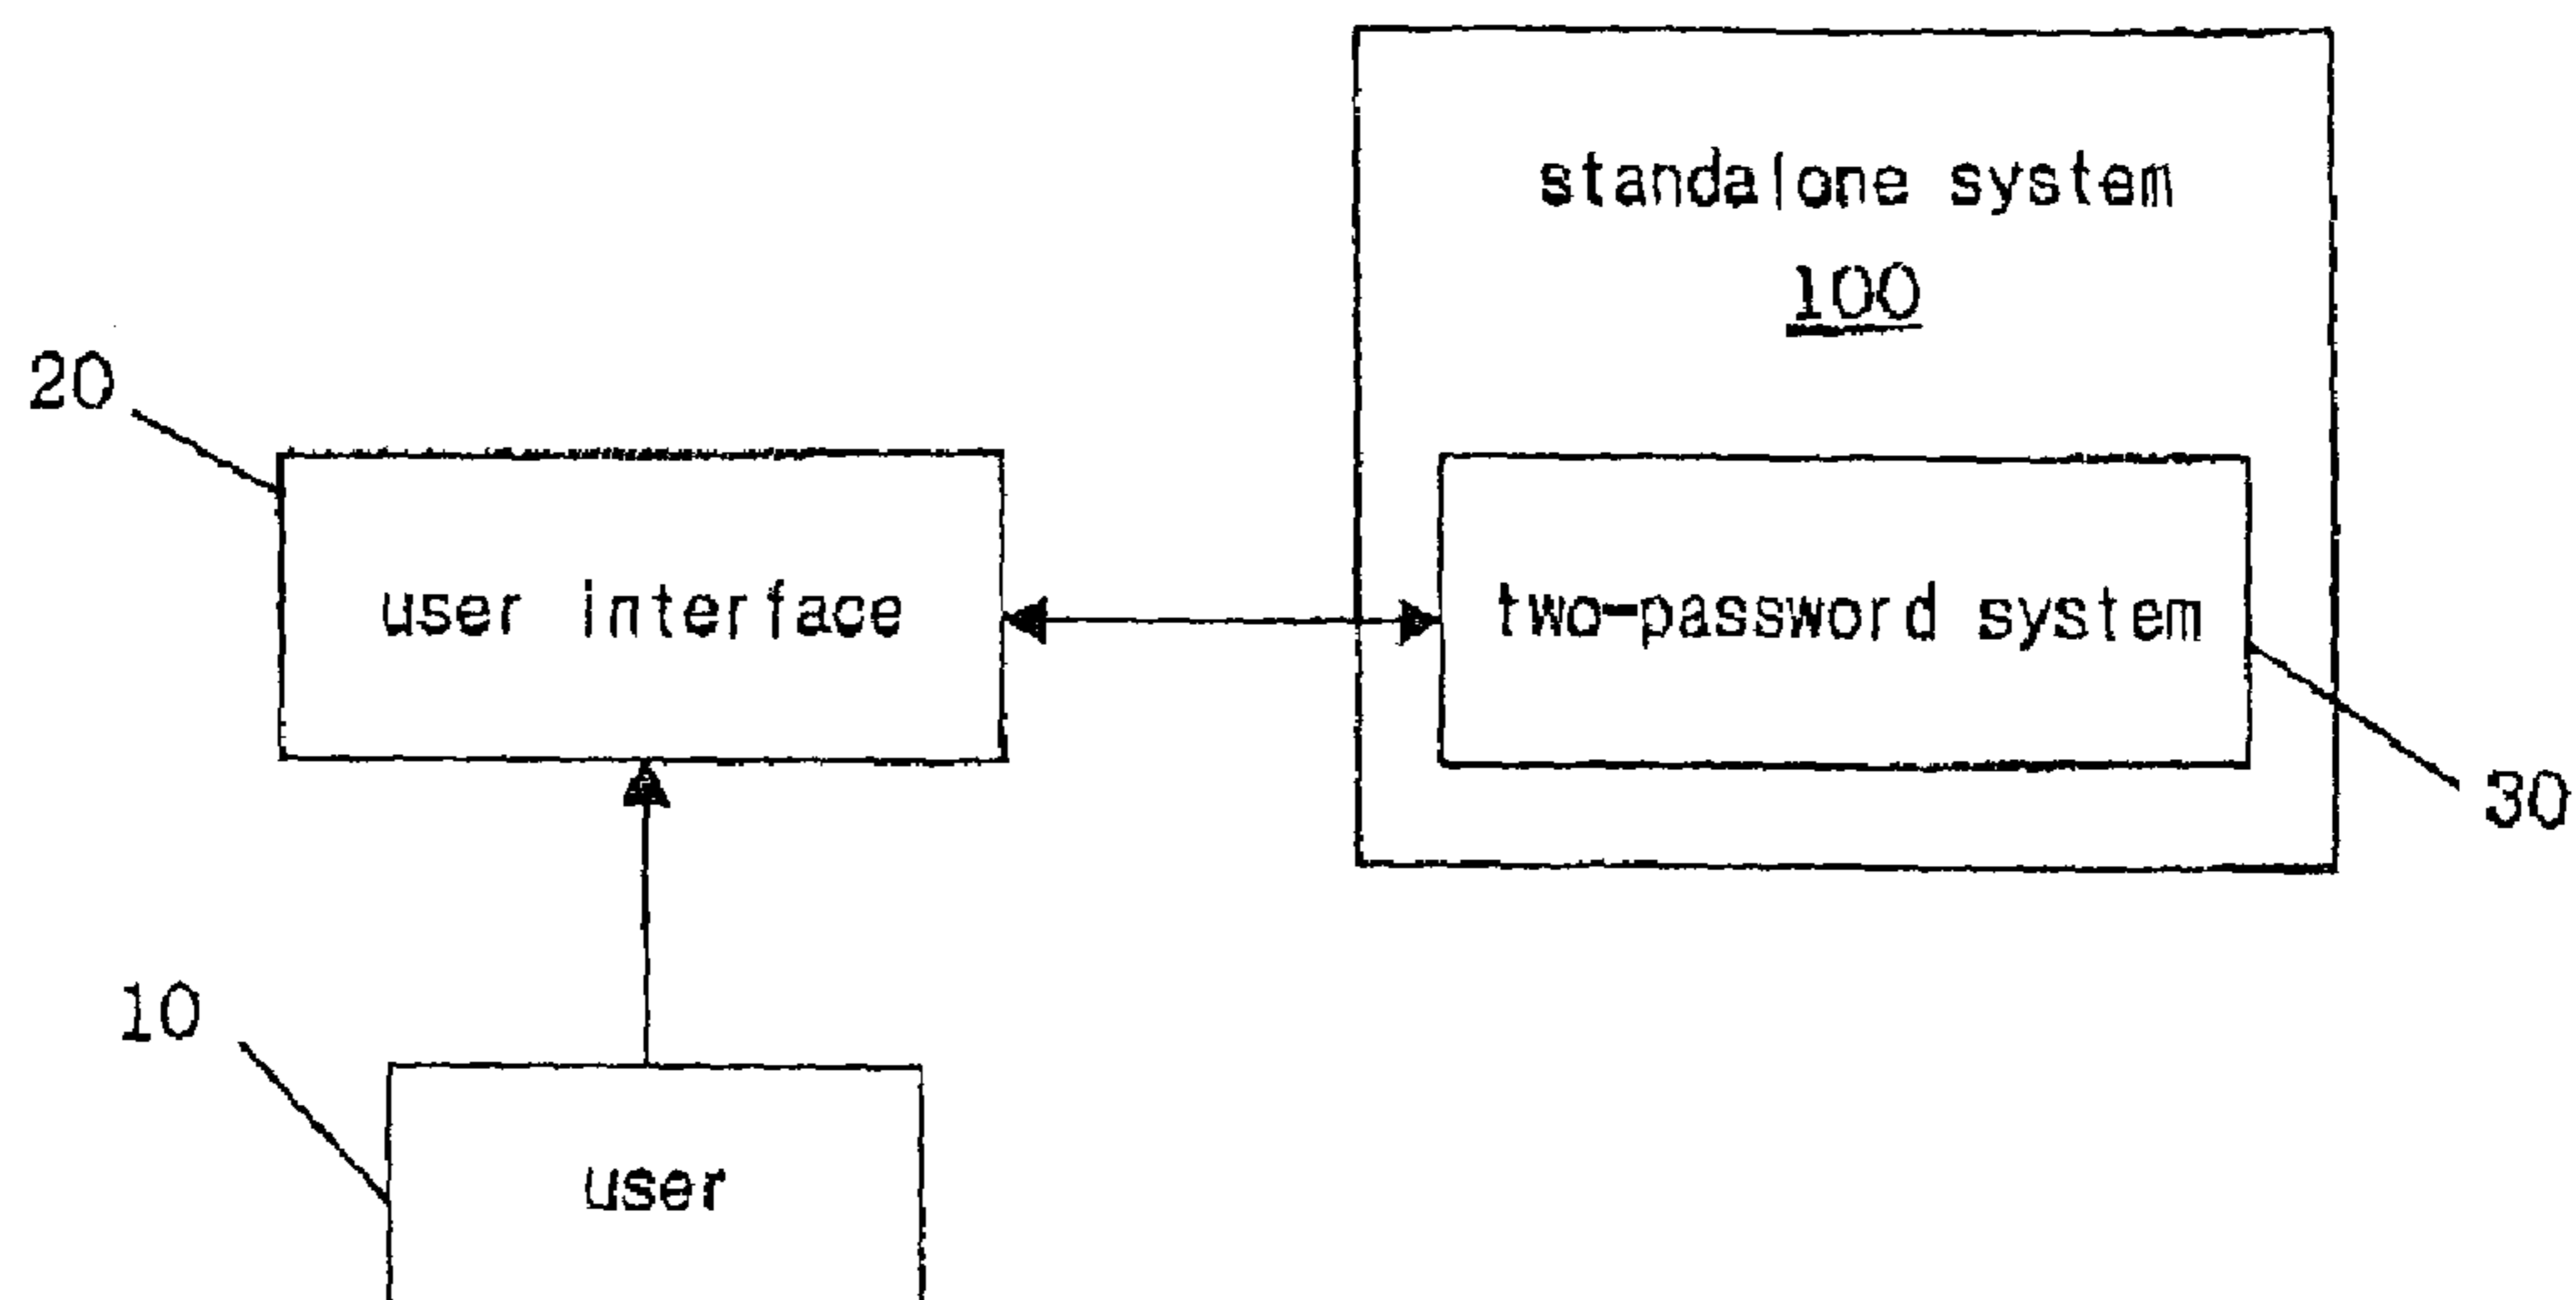 standalone system
100
20
user interface
two-password system
30
10
user